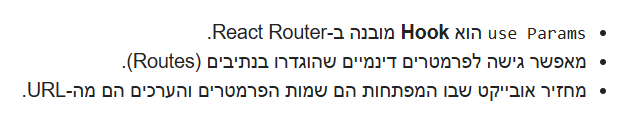 • use Params הוא Hook מובנה ב-React Router.
• מאפשר גישה לפרמטרים דינמיים שהוגדרו בנתיבים (Routes).
• מחזיר אובייקט שבו המפתחות הם שמות הפרמטרים והערכים הם מה-URL.